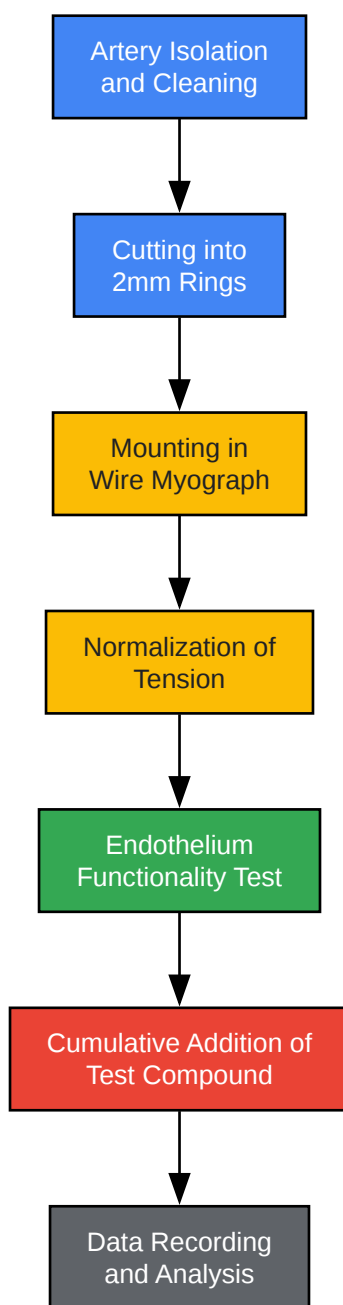 Artery Isolation
and Cleaning
Cutting into
2mm Rings
Mounting in
Wire Myograph
Normalization of
Tension
Endothelium
Functionality Test
Cumulative Addition of
Test Compound
Data Recording
and Analysis